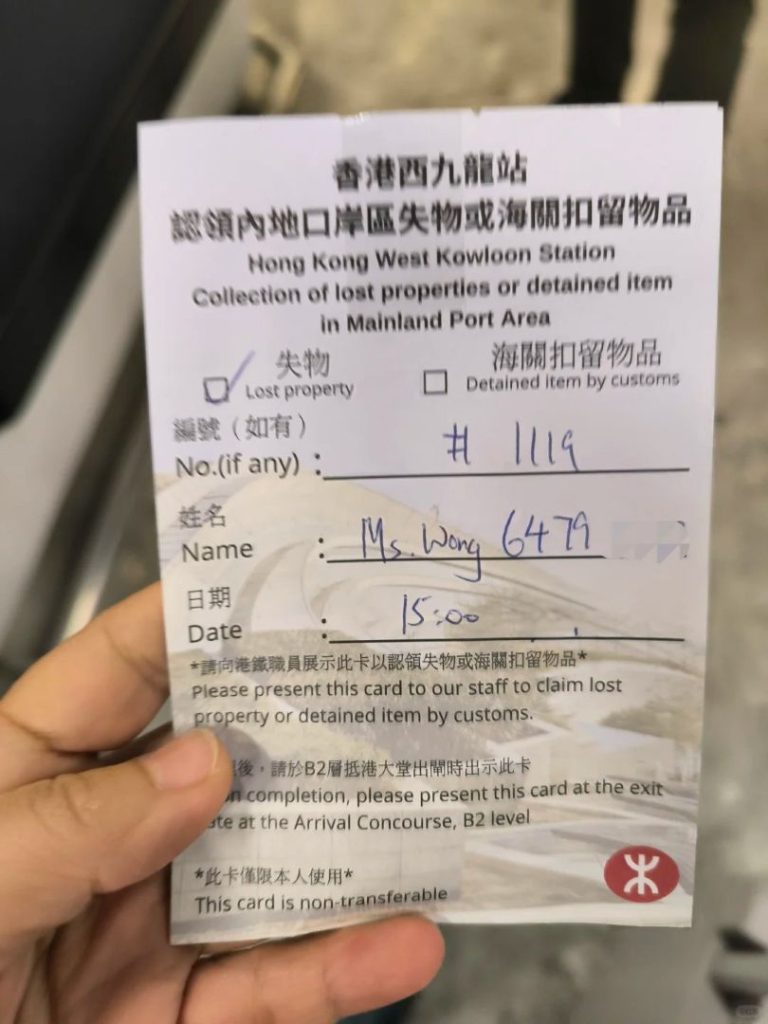 香港西九龍站
認領內地口岸區失物或海關扣留物品
Hong Kong West Kowloon Station
Collection of lost properties or detained item
in Mainland Port Area
失物
Lost property
海關扣留物品
Detained item by customs
編號（如有）
No.(if any) : # 1119
姓名
Name : Ms. Wong 6479
日期
Date : 15:00
*請向港鐵職員展示此卡以認領失物或海關扣留物品*
Please present this card to our staff to claim lost
property or detained item by customs.
後，請於B2層抵港大堂出閘時出示此卡
completion, please present this card at the exit
at the Arrival Concourse, B2 level
*此卡僅限本人使用*
This card is non-transferable